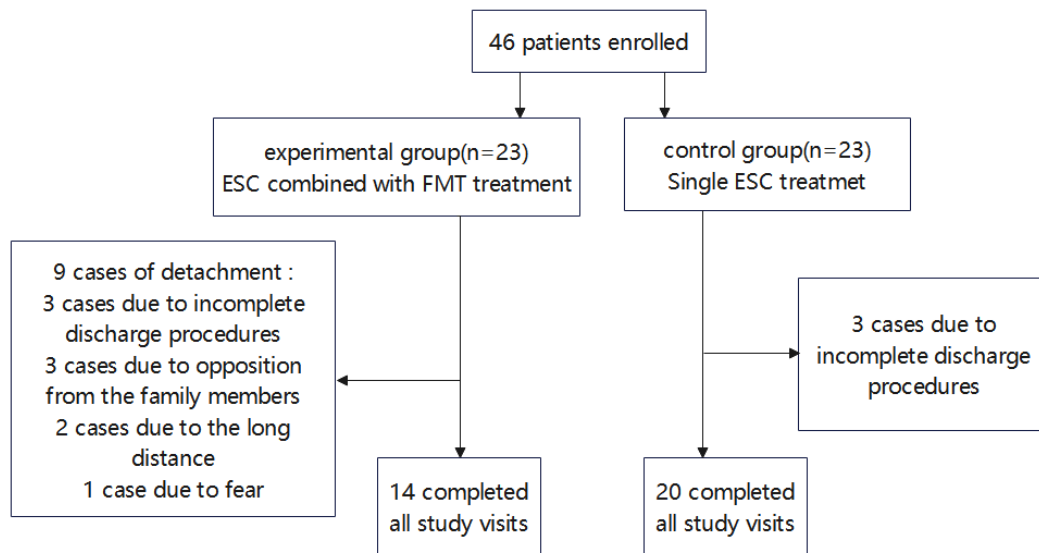 46 patients enrolled
experimental group(n=23)
ESC combined with FMT treatment
control group(n=23)
Single ESC treatmet
9 cases of detachment :
3 cases due to incomplete
discharge procedures
3 cases due to opposition
from the family members
2 cases due to the long
distance
1 case due to fear
3 cases due to
incomplete discharge
procedures
14 completed
all study visits
20 completed
all study visits